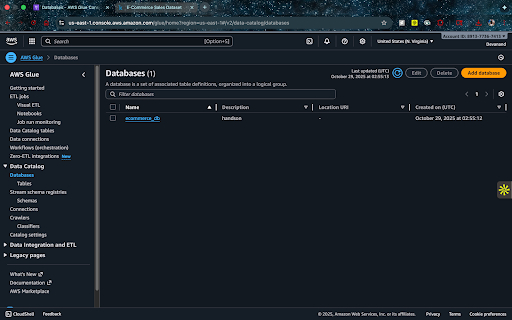 Databases - AWS Glue Con
E-Commerce Sales Dataset
us-east-1.console.aws.amazon.com/glue/home?region=us-east-1#/v2/data-catalog/databases
aws
Search
[Option+S]
United States (N. Virginia)
Devanand
AWS Glue
Databases
AWS Glue
Getting started
ETL jobs
Visual ETL
Notebooks
Job run monitoring
Data Catalog tables
Data connections
Workflows (orchestration)
Zero-ETL integrations New
Data Catalog
Databases
Tables
Stream schema registries
Schemas
Connections
Crawlers
Classifiers
Catalog settings
Data Integration and ETL
Legacy pages
What's New
Documentation
AWS Marketplace
Databases (1)
A database is a set of associated table definitions, organized into a logical group.
Last updated (UTC)
October 29, 2025 at 02:55:13
Edit
Delete
Add database
Filter databases
1
Name
Description
Location URI
Created on (UTC)
ecommerce_db
handson
-
October 29, 2025 at 02:55:12
CloudShell
Feedback
© 2025, Amazon Web Services, Inc. or its affiliates.
Privacy
Terms
Cookie preferences